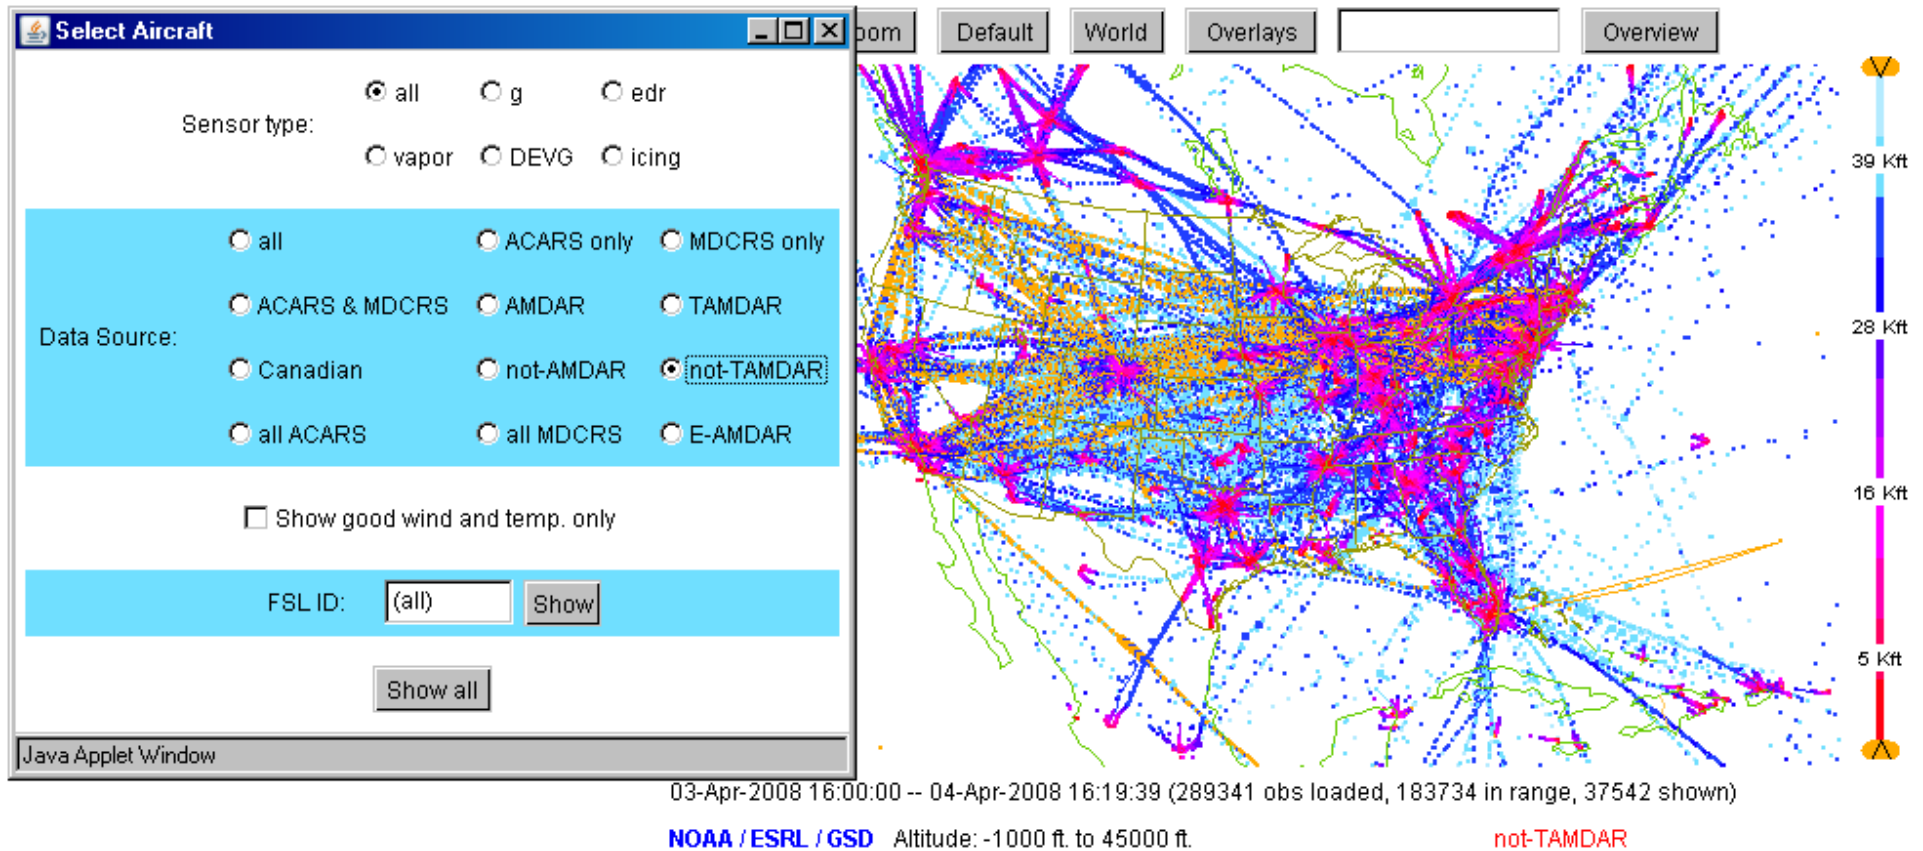 Select Aircraft
Sensor type:
all g edr
vapor DEVG icing
Data Source:
all ACARS only MDCRS only
ACARS & MDCRS AMDAR TAMDAR
Canadian not-AMDAR not-TAMDAR
all ACARS all MDCRS E-AMDAR
Show good wind and temp. only
FSL ID: (all) Show
Show all
Java Applet Window
oom Default World Overlays Overview
39 Kft
28 Kft
16 Kft
5 Kft
03-Apr-2008 16:00:00 -- 04-Apr-2008 16:19:39 (289341 obs loaded, 183734 in range, 37542 shown)
NOAA / ESRL / GSD Altitude: -1000 ft. to 45000 ft. not-TAMDAR